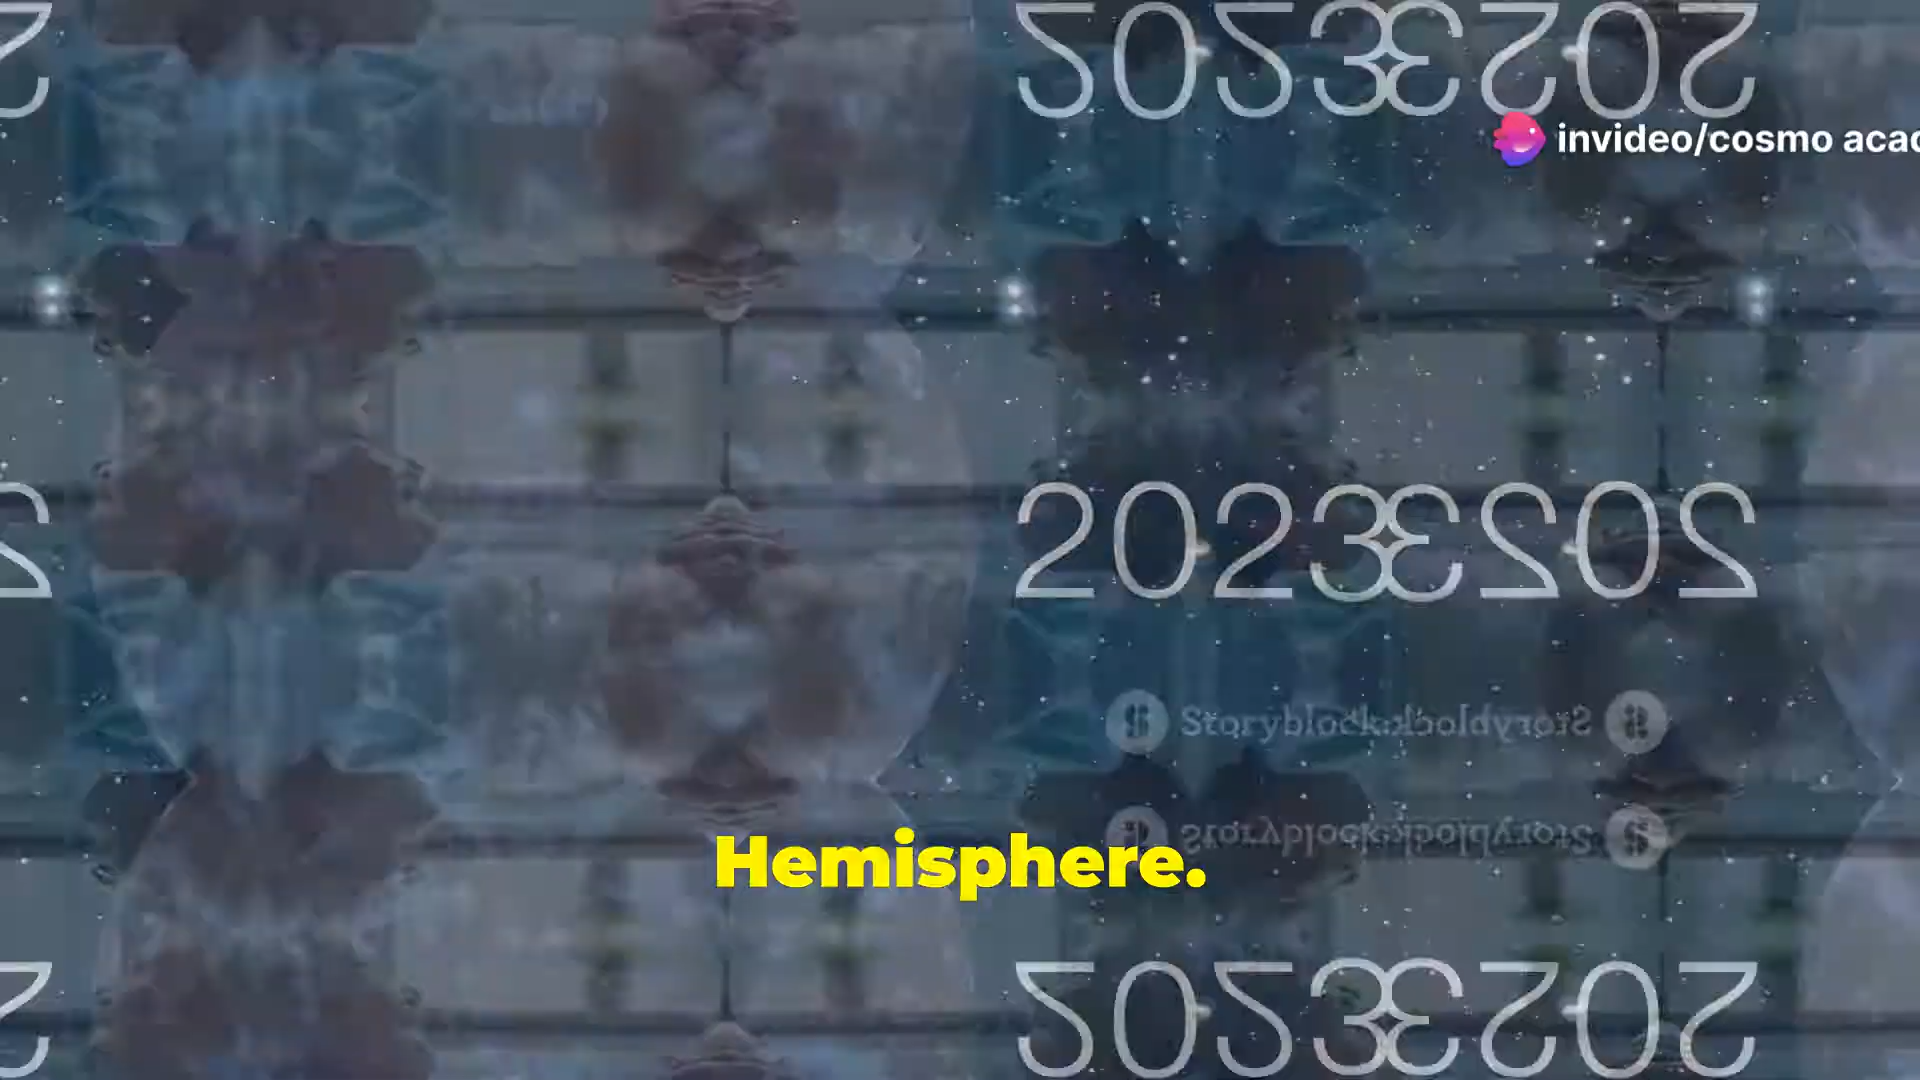 2023
invideo/cosmo acad
2023
Storyblocks
Hemisphere.
2023